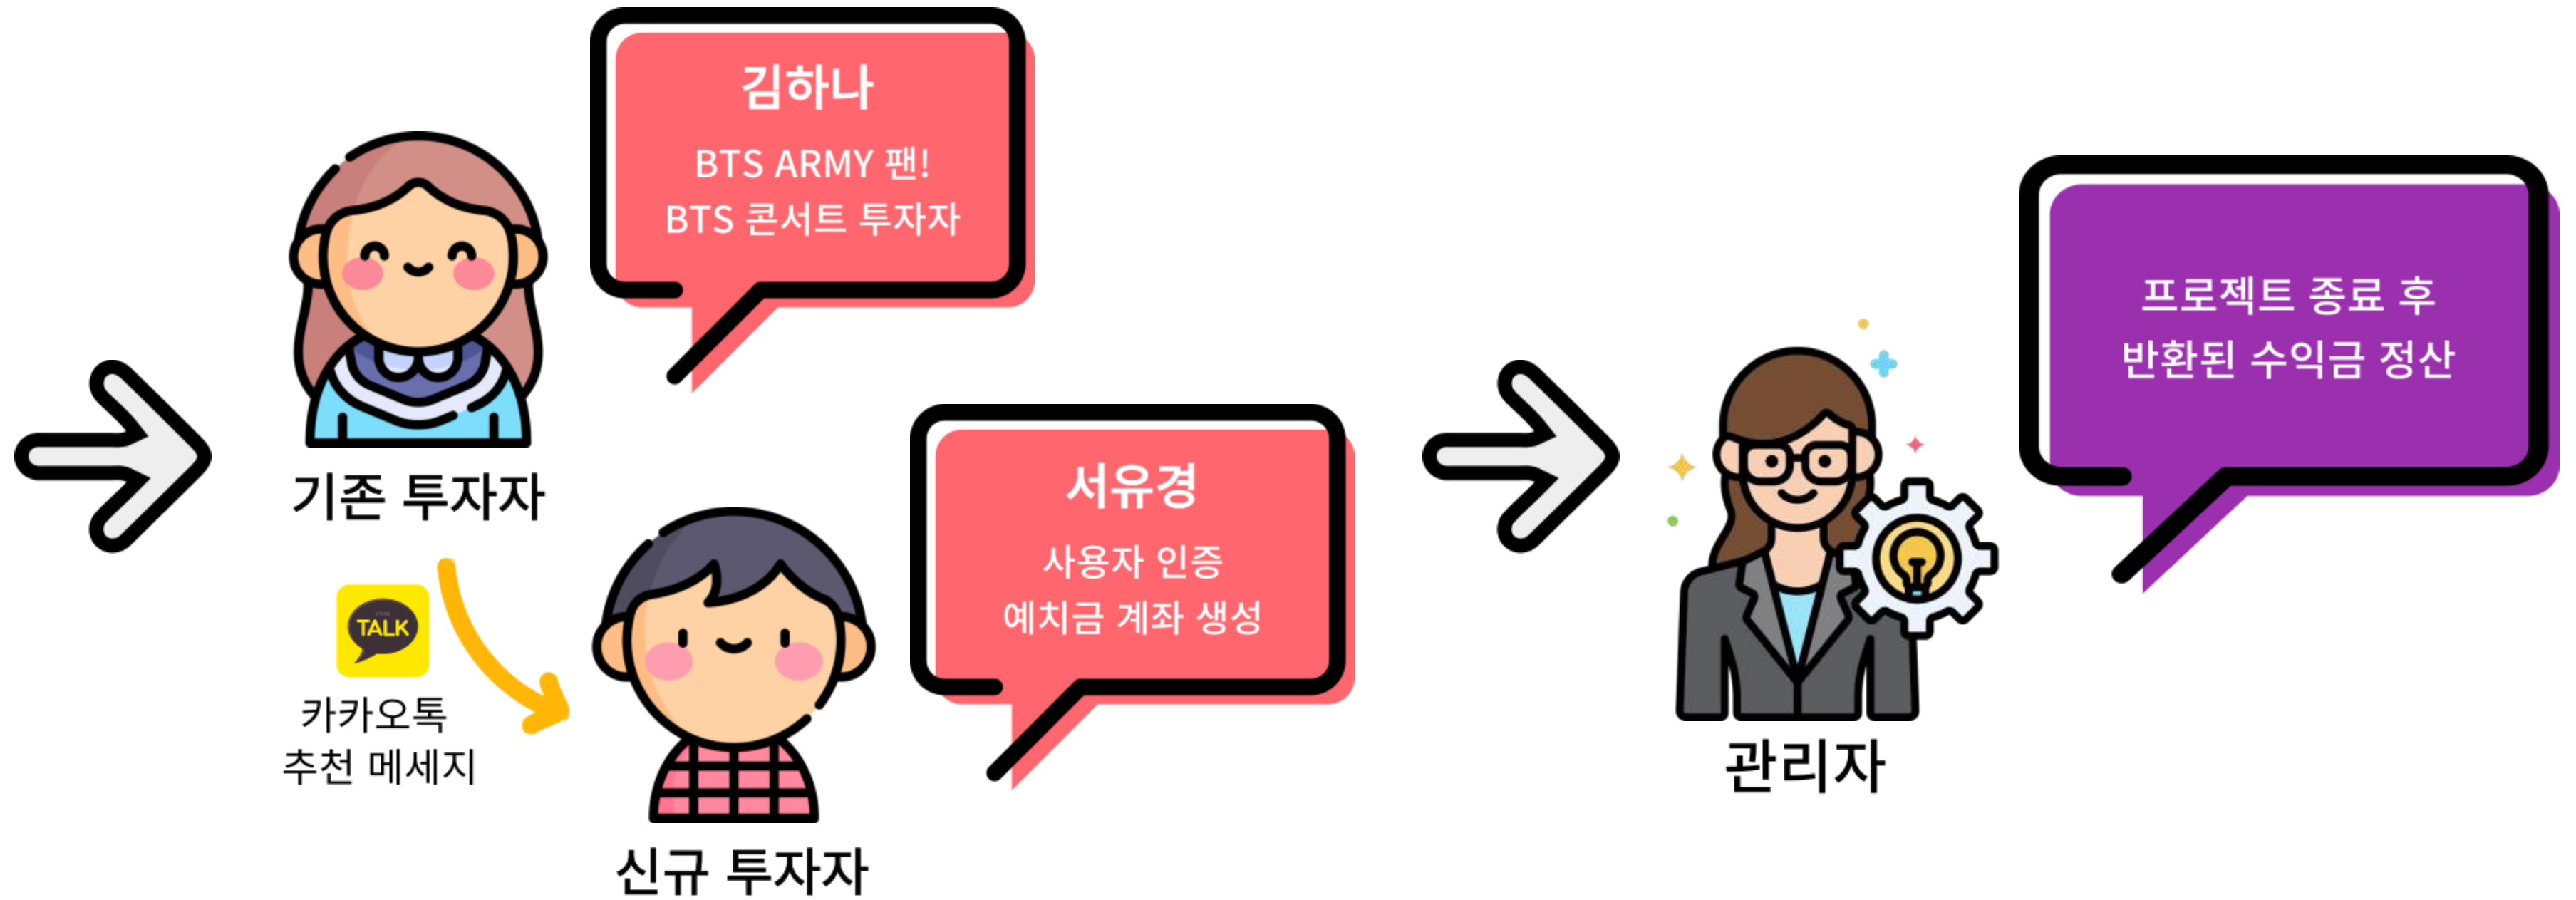 김하나
BTS ARMY 팬!
BTS 콘서트 투자자
기존 투자자
TALK
카카오톡
추천 메세지
서유경
사용자 인증
예치금 계좌 생성
신규 투자자
프로젝트 종료 후
반환된 수익금 정산
관리자